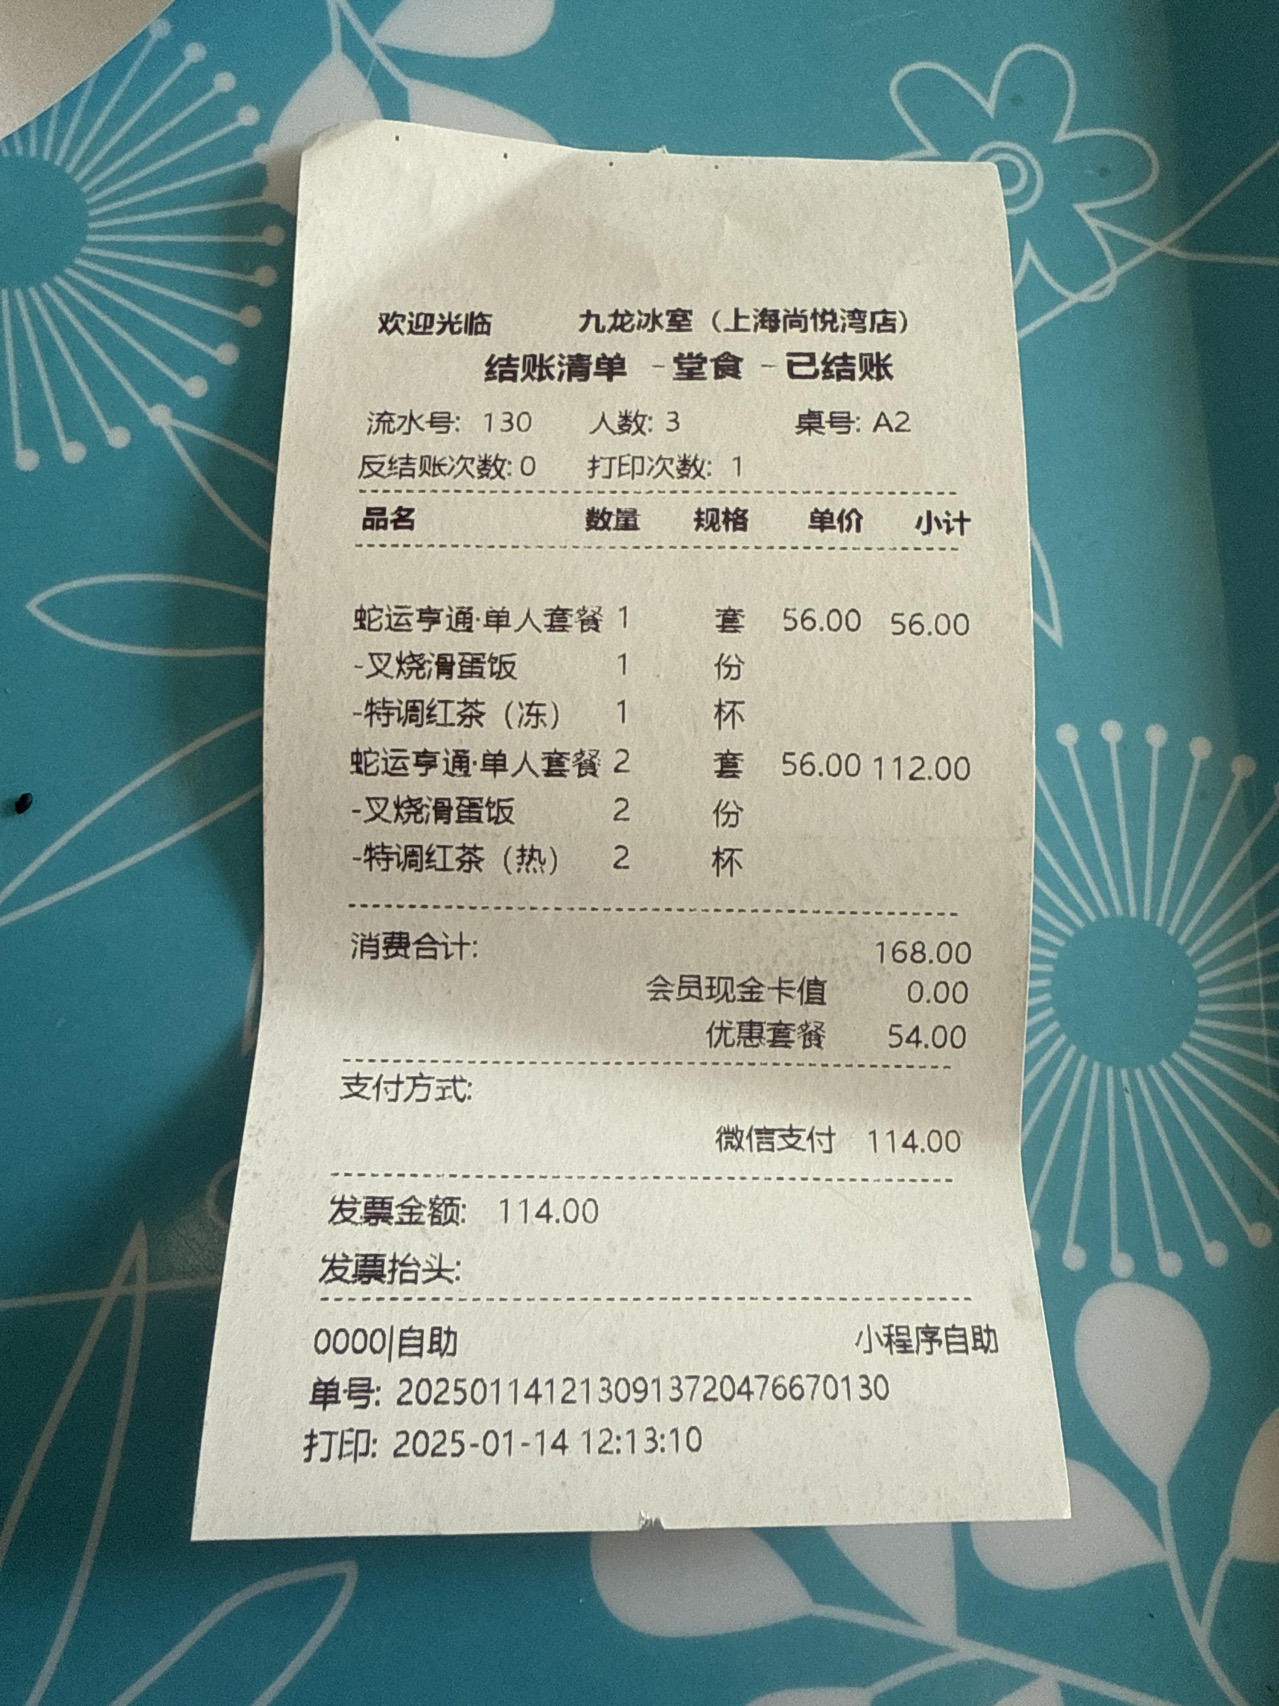 欢迎光临 九龙冰室（上海尚悦湾店）
结账清单 -堂食 -已结账
流水号: 130 人数: 3 桌号: A2
反结账次数: 0 打印次数: 1
品名 数量 规格 单价 小计
蛇运亨通·单人套餐 1 套 56.00 56.00
-叉烧滑蛋饭 1 份
-特调红茶（冻） 1 杯
蛇运亨通·单人套餐 2 套 56.00 112.00
-叉烧滑蛋饭 2 份
-特调红茶（热） 2 杯
消费合计: 168.00
会员现金卡值 0.00
优惠套餐 54.00
支付方式:
微信支付 114.00
发票金额: 114.00
发票抬头:
0000|自助 小程序自助
单号: 202501141213091372047667​0130
打印: 2025-01-14 12:13:10